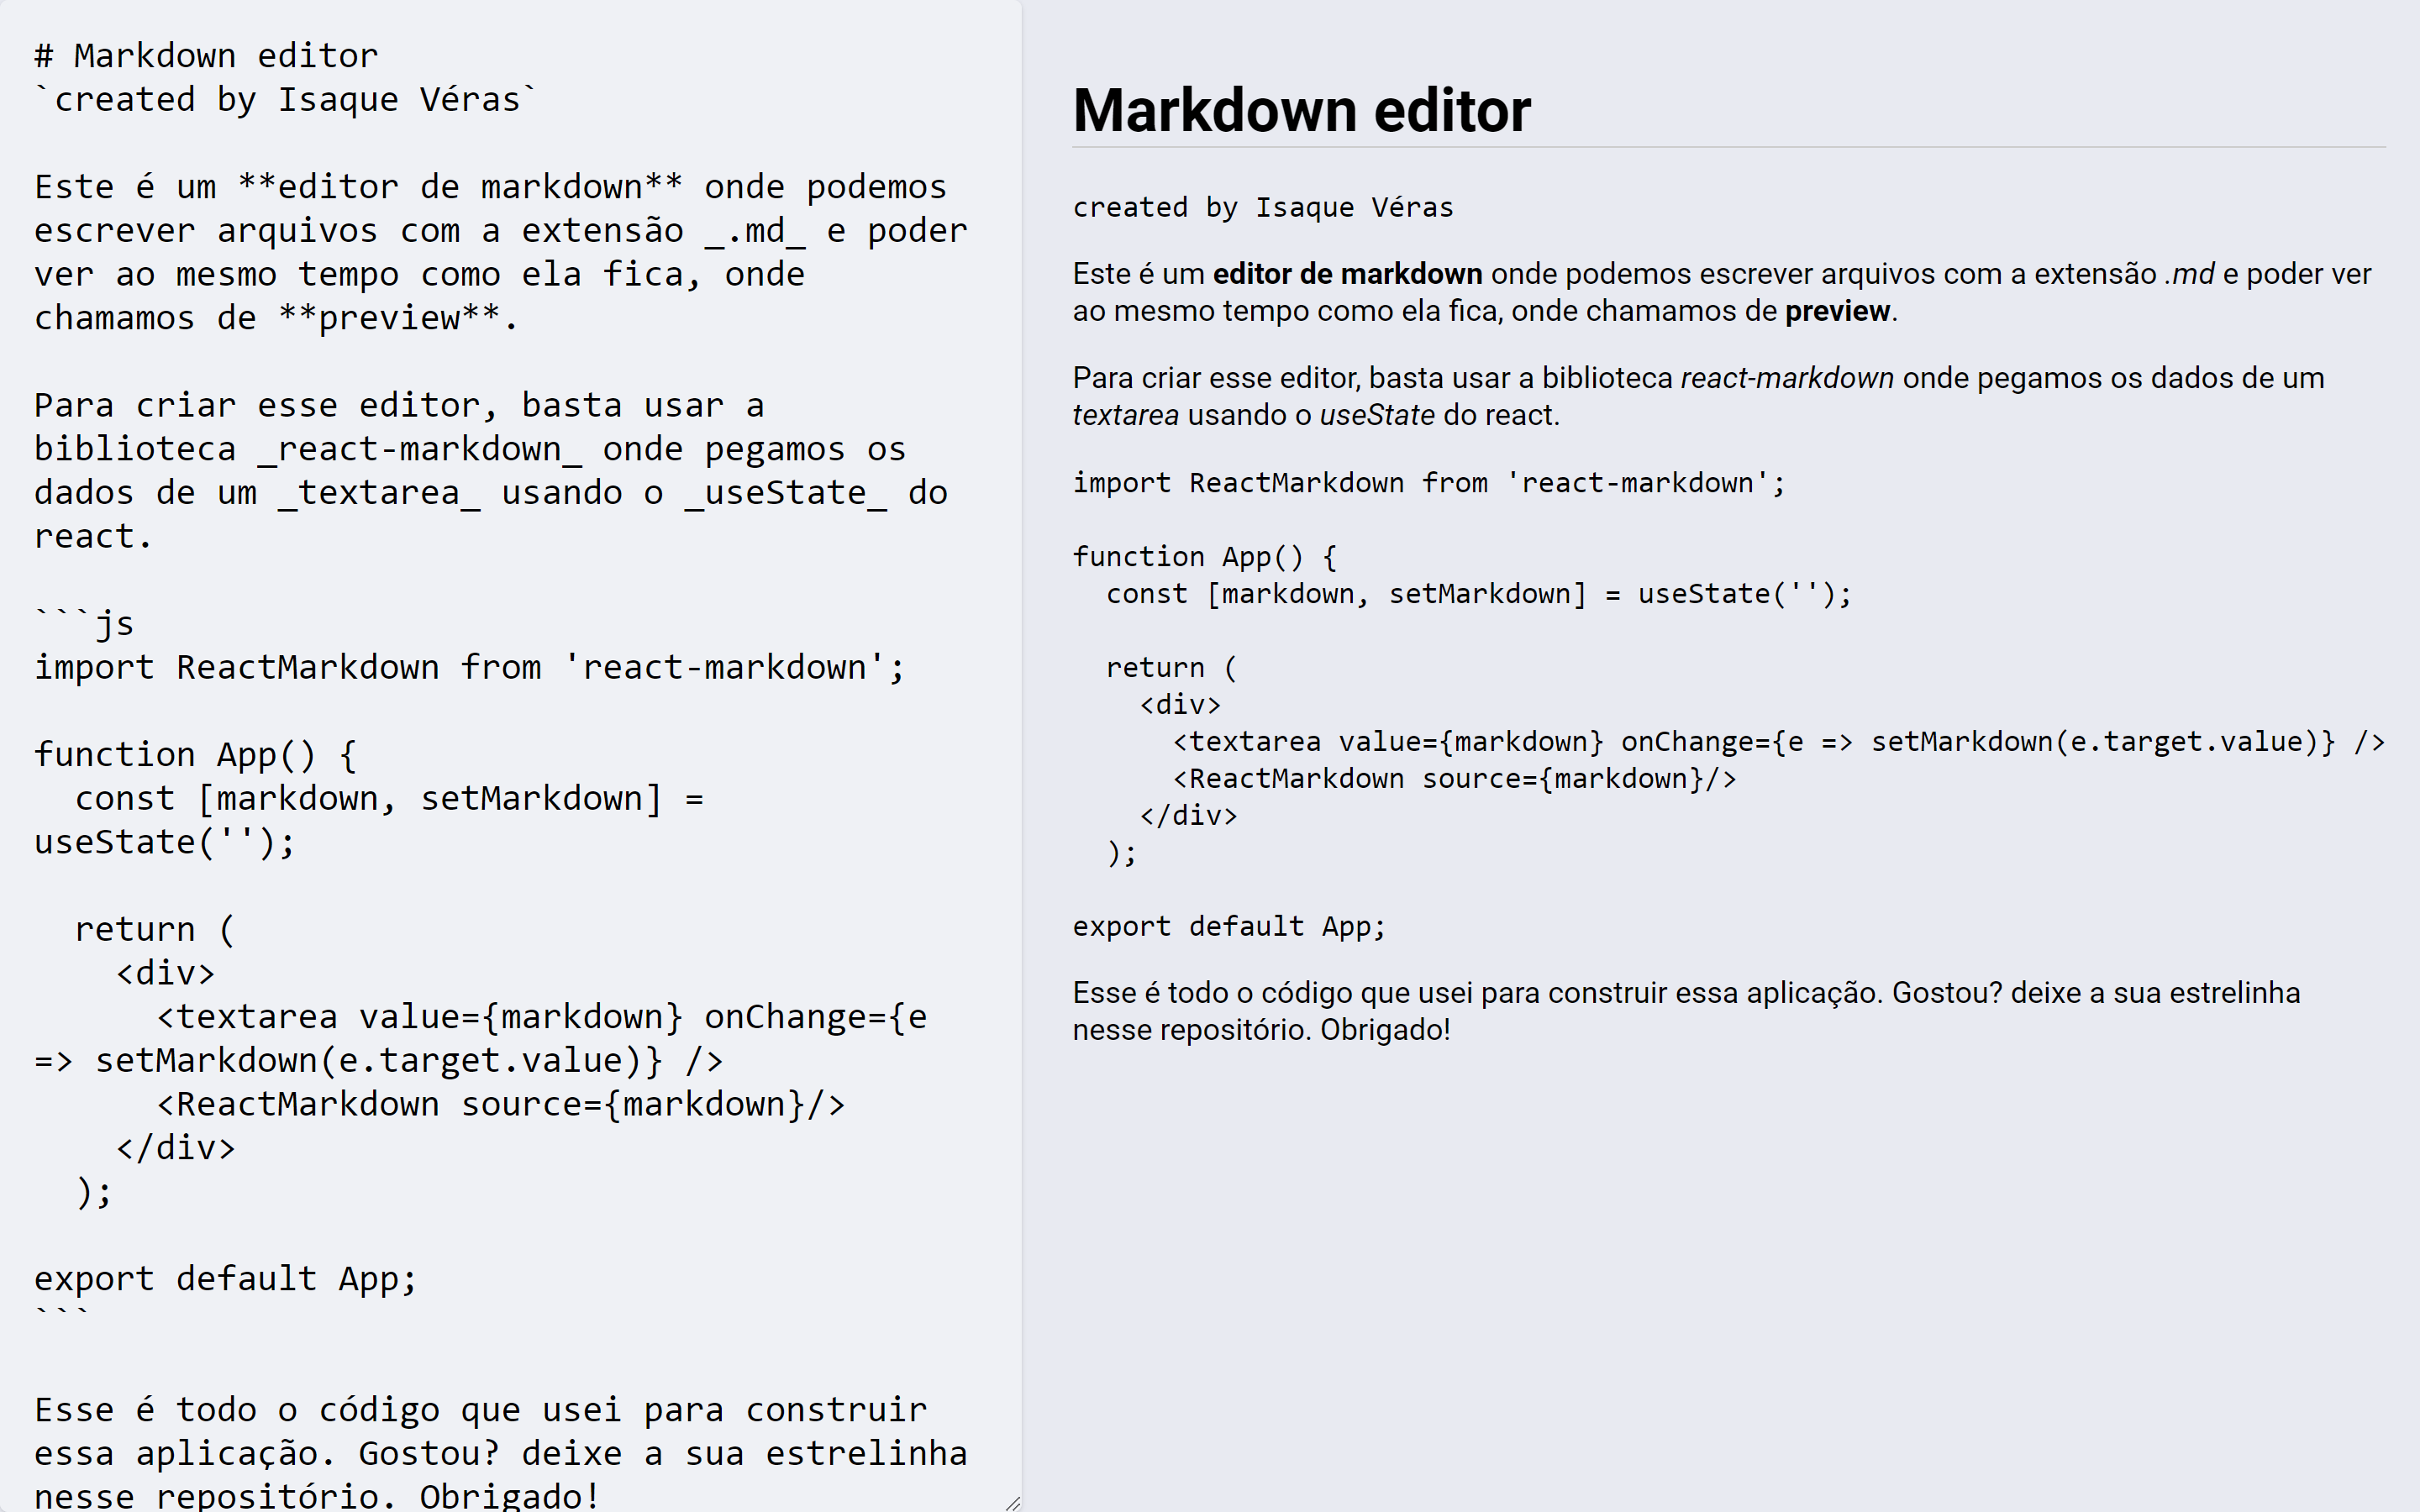 # Markdown editor
`created by Isaque Véras`
Este é um **editor de markdown** onde podemos
escrever arquivos com a extensão _.md_ e poder
ver ao mesmo tempo como ela fica, onde
chamamos de **preview**.
Para criar esse editor, basta usar a
biblioteca _react-markdown_ onde pegamos os
dados de um _textarea_ usando o _useState_ do
react.
```js
import ReactMarkdown from 'react-markdown';
function App() {
  const [markdown, setMarkdown] =
useState('');
  return (
    <div>
      <textarea value={markdown} onChange={e
=> setMarkdown(e.target.value)} />
      <ReactMarkdown source={markdown}/>
    </div>
  );
export default App;
```
Esse é todo o código que usei para construir
essa aplicação. Gostou? deixe a sua estrelinha
nesse repositório. Obrigado!
Markdown editor
created by Isaque Véras
Este é um editor de markdown onde podemos escrever arquivos com a extensão .md e poder ver
ao mesmo tempo como ela fica, onde chamamos de preview.
Para criar esse editor, basta usar a biblioteca react-markdown onde pegamos os dados de um
textarea usando o useState do react.
import ReactMarkdown from 'react-markdown';
function App() {
  const [markdown, setMarkdown] = useState('');
  return (
    <div>
      <textarea value={markdown} onChange={e => setMarkdown(e.target.value)} />
      <ReactMarkdown source={markdown}/>
    </div>
  );
export default App;
Esse é todo o código que usei para construir essa aplicação. Gostou? deixe a sua estrelinha
nesse repositório. Obrigado!